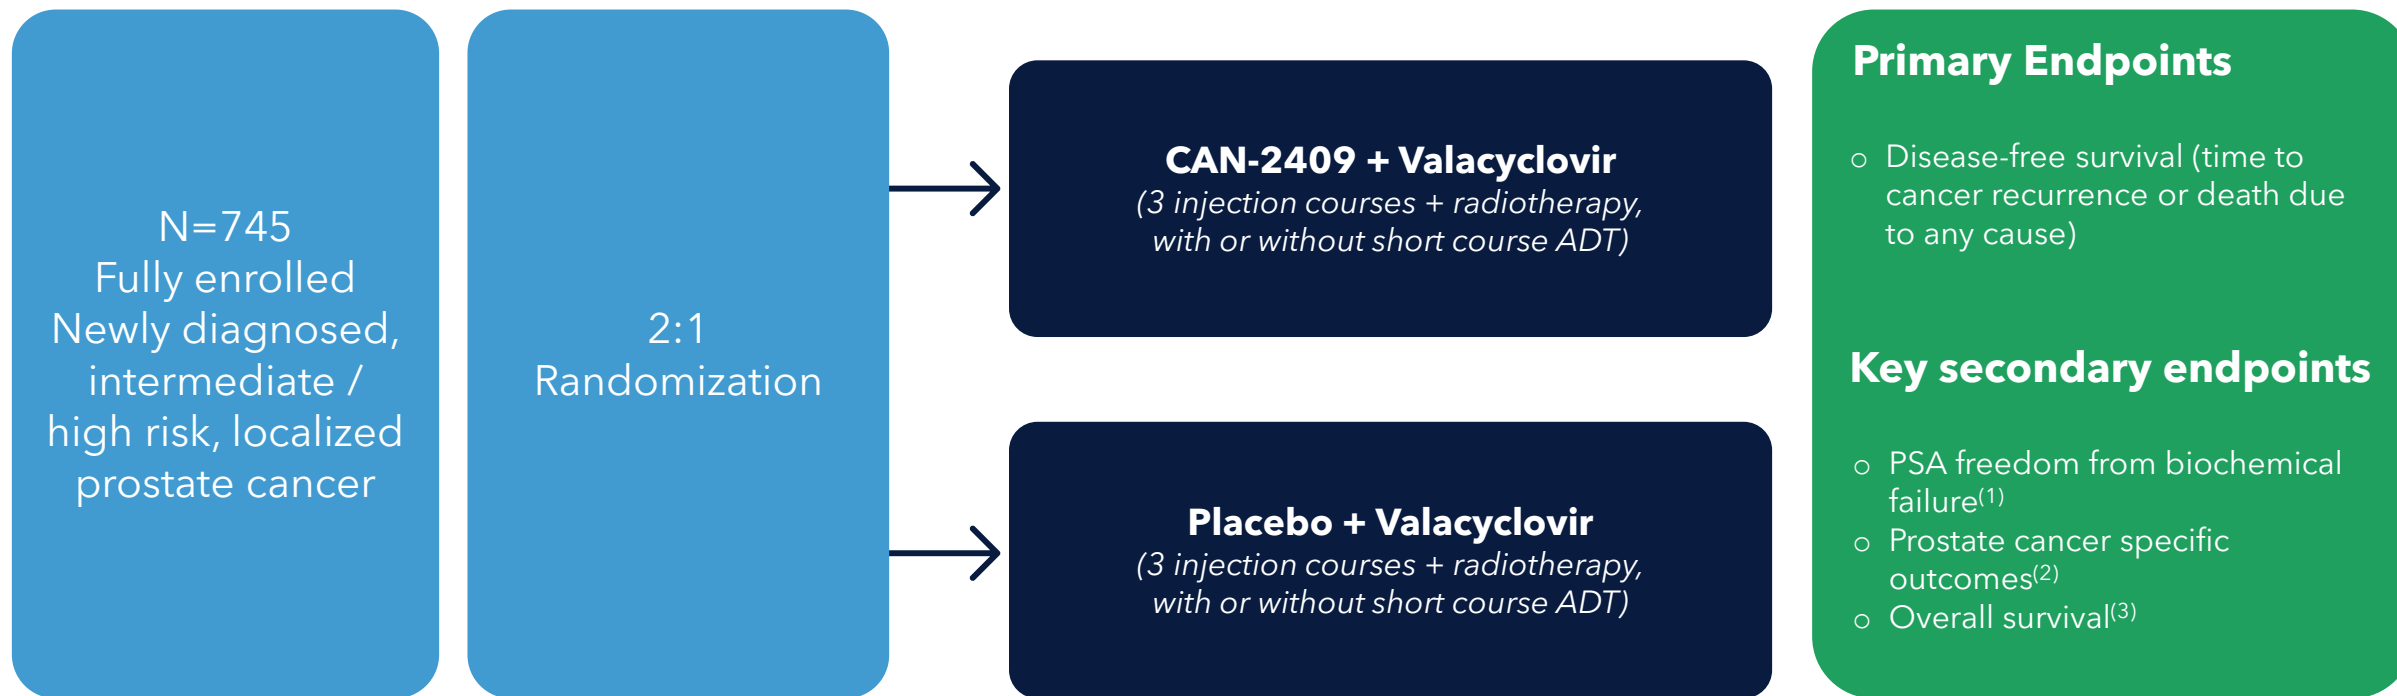 N=745
Fully enrolled
Newly diagnosed,
intermediate /
high risk, localized
prostate cancer
2:1
Randomization
CAN-2409 + Valacyclovir
(3 injection courses + radiotherapy,
with or without short course ADT)
Placebo + Valacyclovir
(3 injection courses + radiotherapy,
with or without short course ADT)
Primary Endpoints
o Disease-free survival (time to
cancer recurrence or death due
to any cause)
Key secondary endpoints
o PSA freedom from biochemical
failure(1)
o Prostate cancer specific
outcomes(2)
o Overall survival(3)